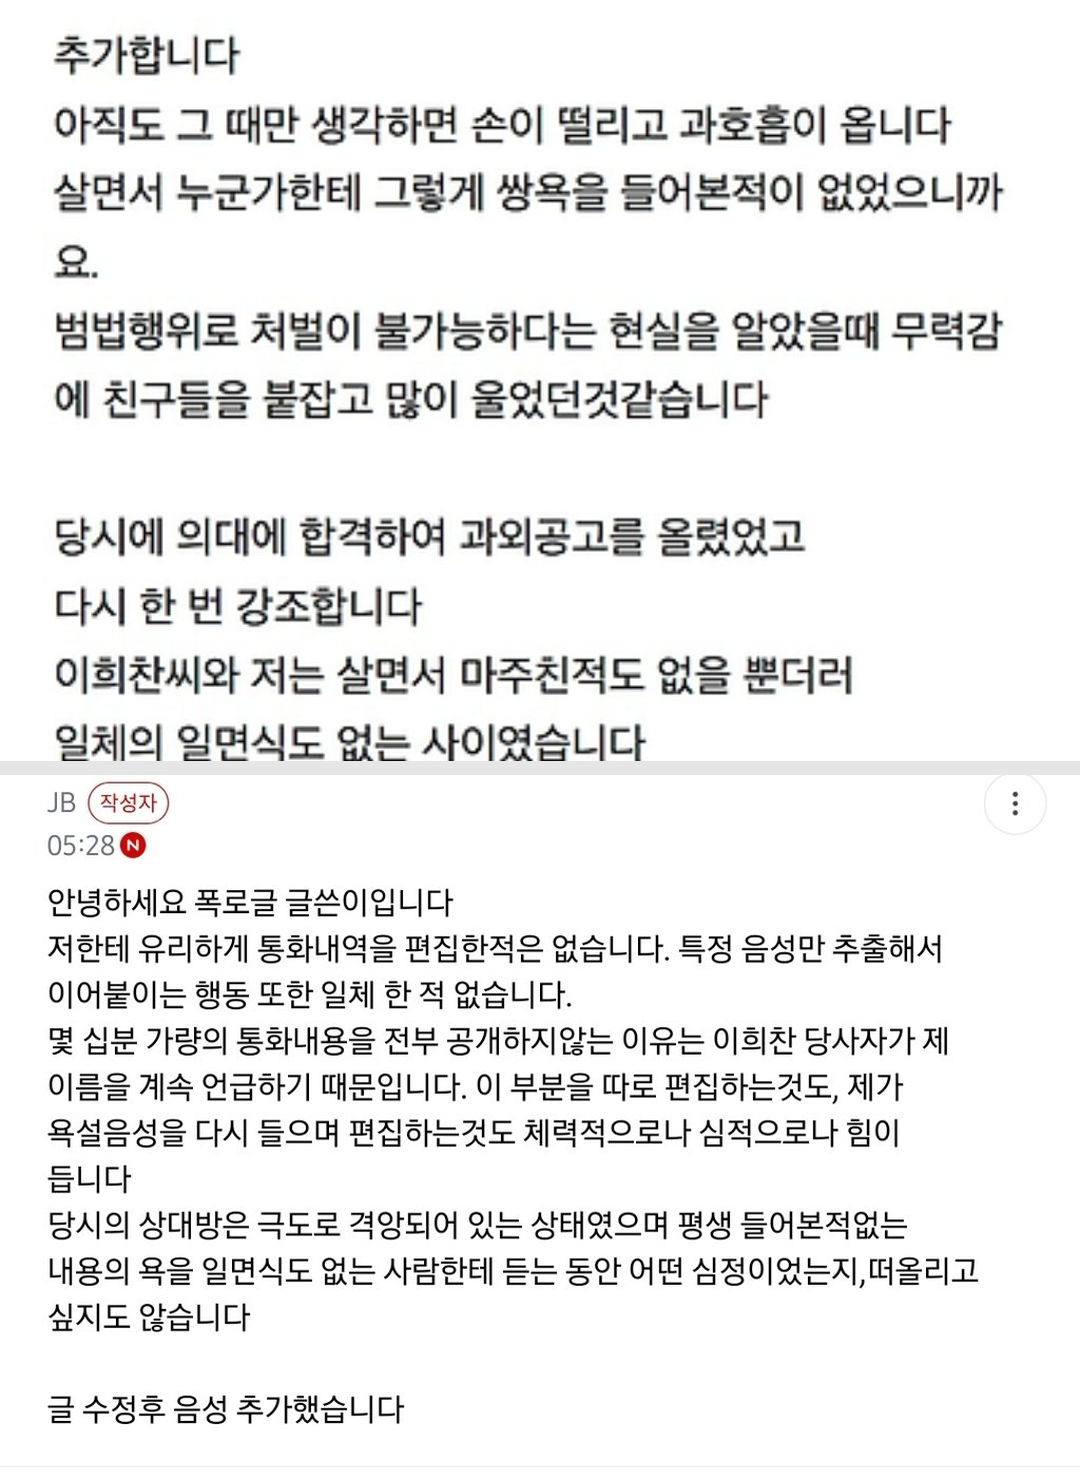 추가합니다
아직도 그 때만 생각하면 손이 떨리고 과호흡이 옵니다
살면서 누군가한테 그렇게 쌍욕을 들어본적이 없었으니까
요.
범법행위로 처벌이 불가능하다는 현실을 알았을때 무력감
에 친구들을 붙잡고 많이 울었던것같습니다
당시에 의대에 합격하여 과외공고를 올렸었고
다시 한 번 강조합니다
이희찬씨와 저는 살면서 마주친적도 없을 뿐더러
일체의 일면식도 없는 사이였습니다
JB 작성자
05:28 N
안녕하세요 폭로글 글쓴이입니다
저한테 유리하게 통화내역을 편집한적은 없습니다. 특정 음성만 추출해서
이어붙이는 행동 또한 일체 한 적 없습니다.
몇 십분 가량의 통화내용을 전부 공개하지않는 이유는 이희찬 당사자가 제
이름을 계속 언급하기 때문입니다. 이 부분을 따로 편집하는것도, 제가
욕설음성을 다시 들으며 편집하는것도 체력적으로나 심적으로나 힘이
듭니다
당시의 상대방은 극도로 격앙되어 있는 상태였으며 평생 들어본적없는
내용의 욕을 일면식도 없는 사람한테 듣는 동안 어떤 심정이었는지,떠올리고
싶지도 않습니다
글 수정후 음성 추가했습니다